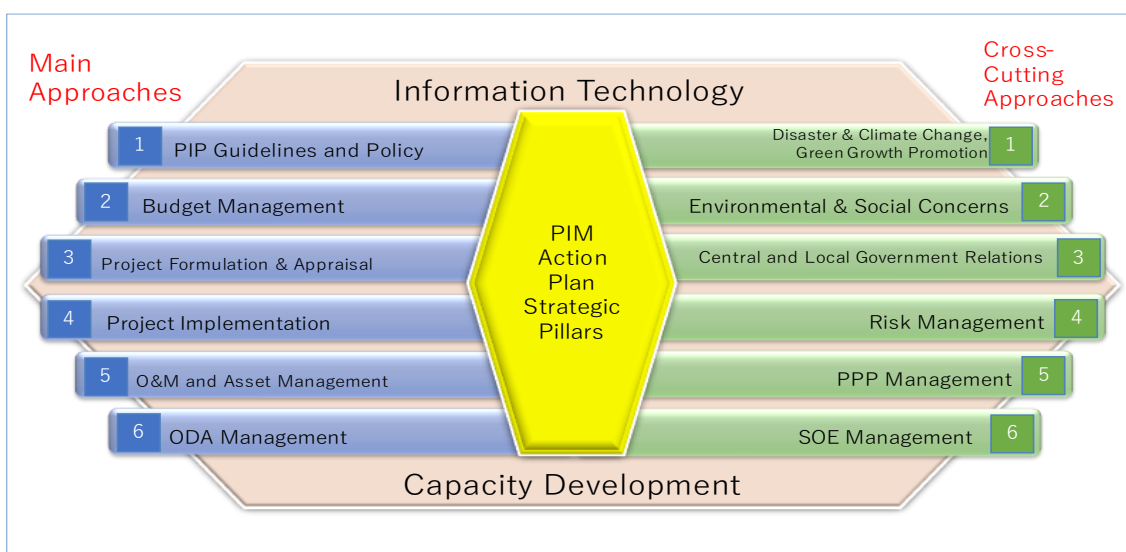 Main
Approaches
Information Technology
Cross-
Cutting
Approaches
1
PIP Guidelines and Policy
2
Budget Management
3
Project Formulation & Appraisal
4
Project Implementation
5
O&M and Asset Management
6
ODA Management
PIM
Action
Plan
Strategic
Pillars
Disaster & Climate Change,
Green Growth Promotion
1
Environmental & Social Concerns
2
Central and Local Government Relations
3
Risk Management
4
PPP Management
5
SOE Management
6
Capacity Development